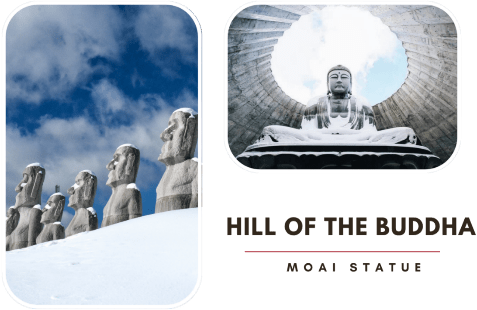 HILL OF THE BUDDHA
MOAI STATUE